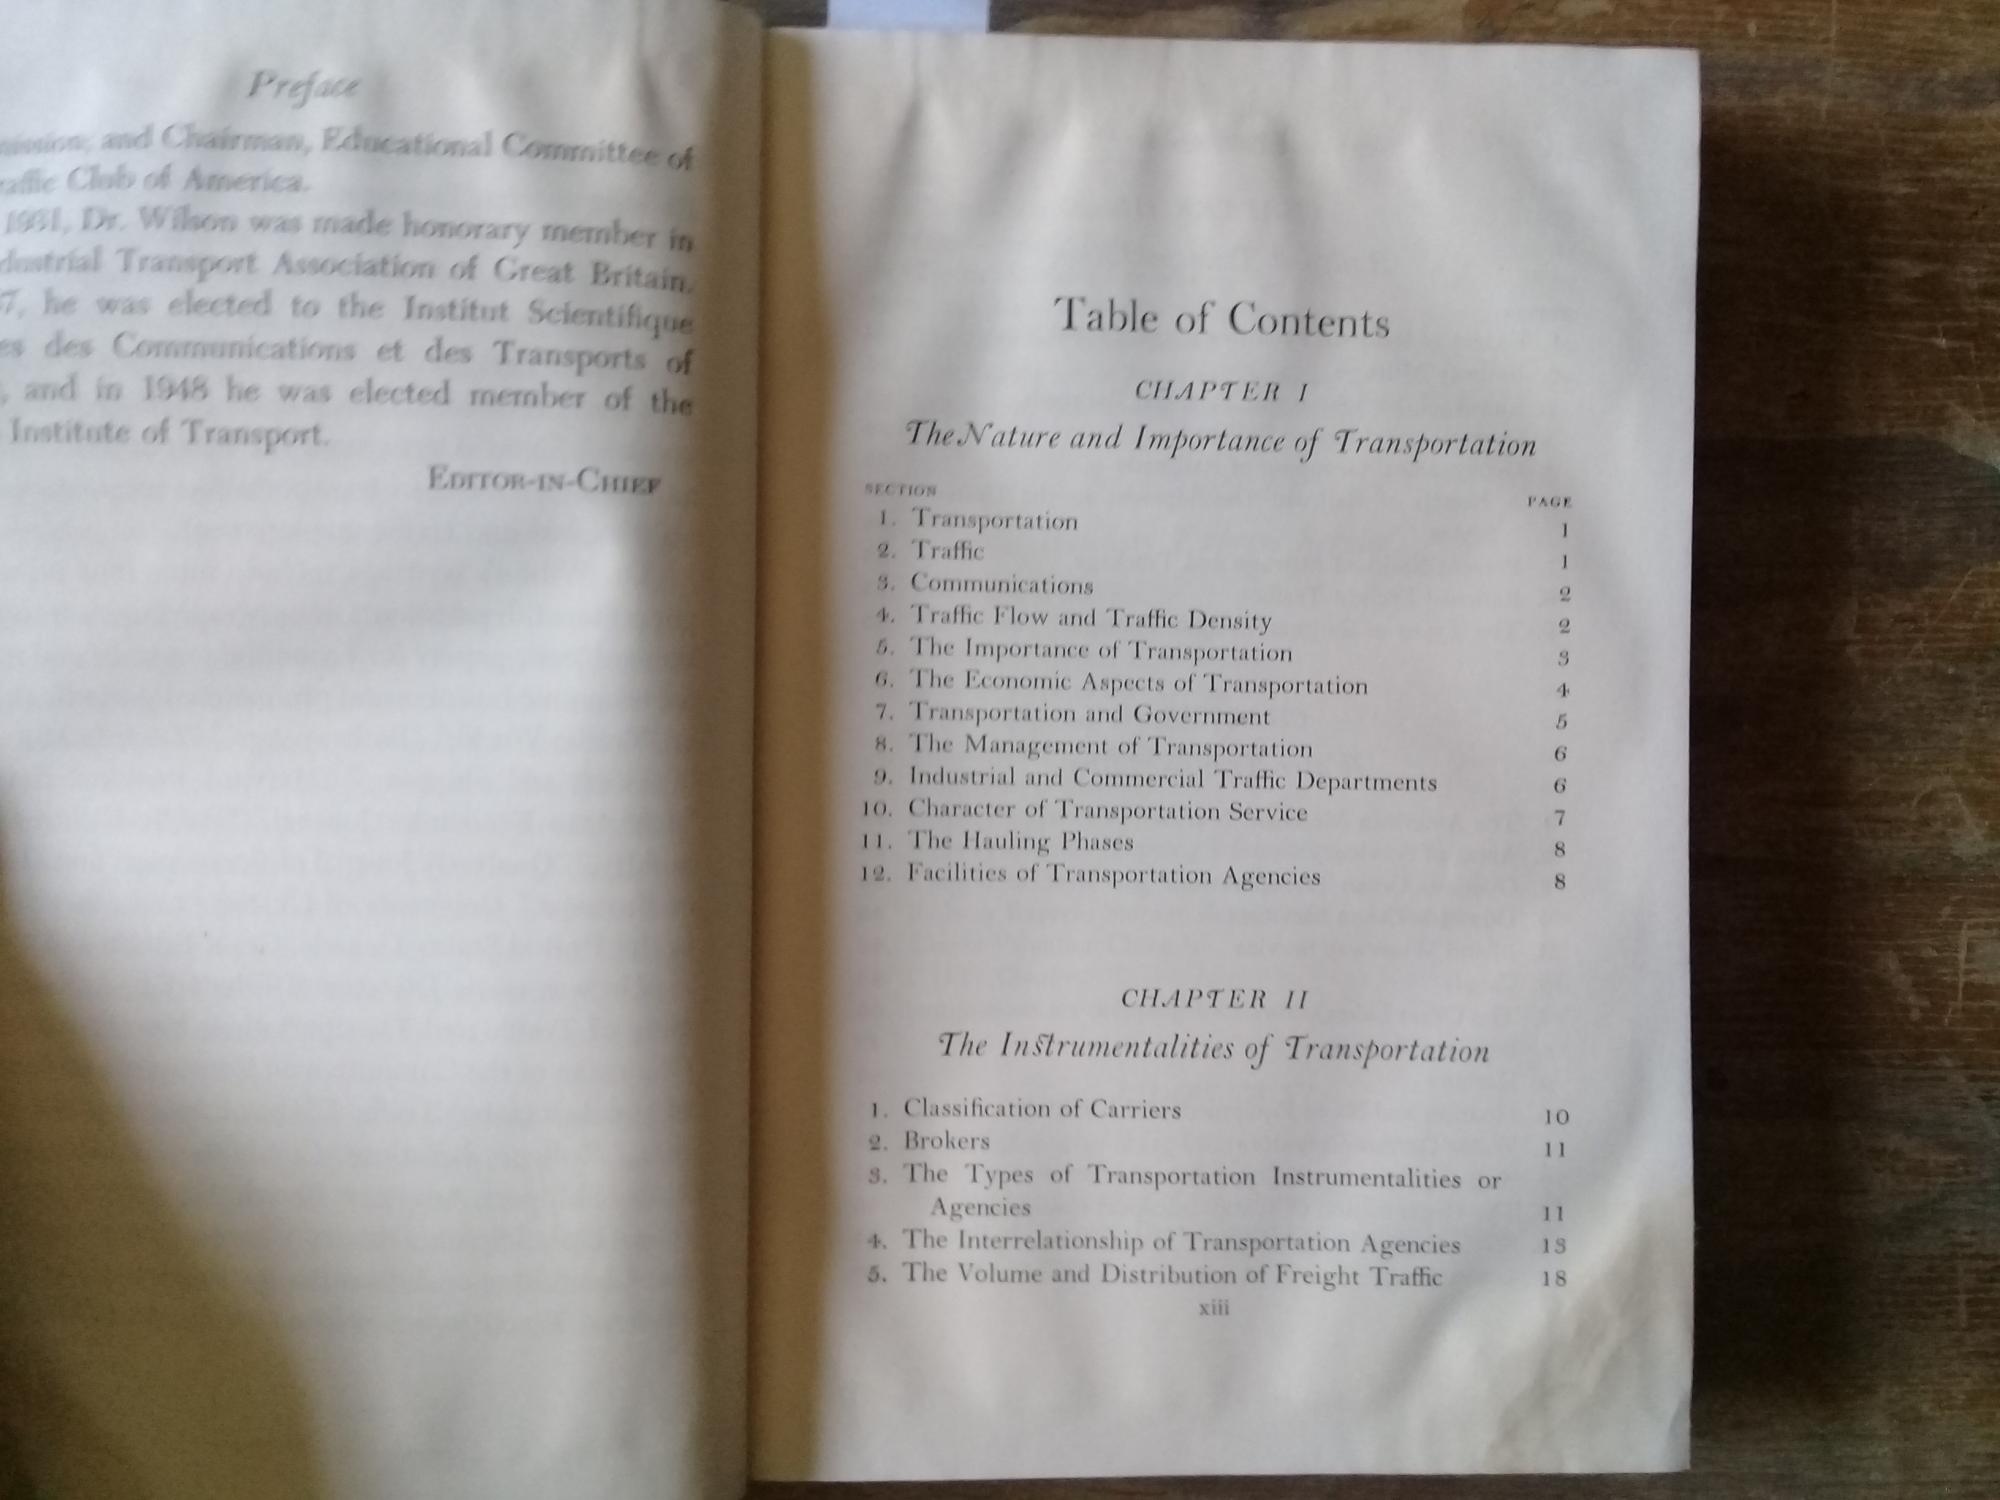 Preface
and Chairman, Educational Committee of
Club of America.
1931, Dr. Wilson was made honorary member in
Transport Association of Great Britain.
7, he was elected to the Institut Scientifique
des Communications et des Transports of
, and in 1948 he was elected member of the
Institute of Transport.
EDITOR-IN-CHIEF
Table of Contents
CHAPTER I
The Nature and Importance of Transportation
SECTION PAGE
1. Transportation 1
2. Traffic 1
3. Communications 2
4. Traffic Flow and Traffic Density 2
5. The Importance of Transportation 3
6. The Economic Aspects of Transportation 4
7. Transportation and Government 5
8. The Management of Transportation 6
9. Industrial and Commercial Traffic Departments 6
10. Character of Transportation Service 7
11. The Hauling Phases 8
12. Facilities of Transportation Agencies 8
CHAPTER II
The Instrumentalities of Transportation
1. Classification of Carriers 10
2. Brokers 11
3. The Types of Transportation Instrumentalities or
Agencies 11
4. The Interrelationship of Transportation Agencies 13
5. The Volume and Distribution of Freight Traffic 18
xiii